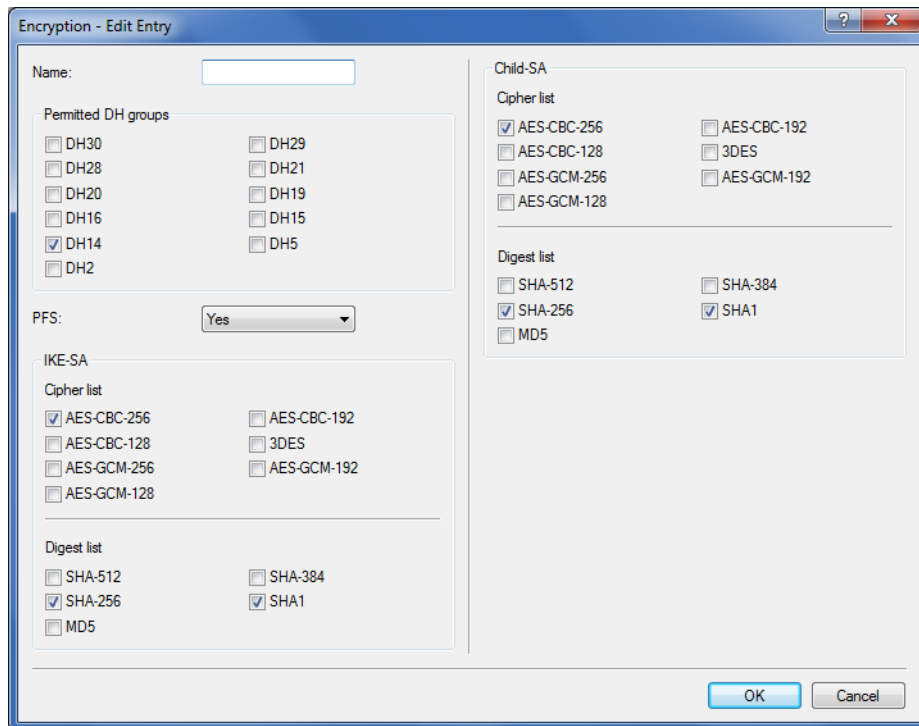 Encryption - Edit Entry
Name:
Permitted DH groups
DH30 DH29
DH28 DH21
DH20 DH19
DH16 DH15
DH14 DH5
DH2
PFS: Yes
IKE-SA
Cipher list
AES-CBC-256 AES-CBC-192
AES-CBC-128 3DES
AES-GCM-256 AES-GCM-192
AES-GCM-128
Digest list
SHA-512 SHA-384
SHA-256 SHA1
MD5
Child-SA
Cipher list
AES-CBC-256 AES-CBC-192
AES-CBC-128 3DES
AES-GCM-256 AES-GCM-192
AES-GCM-128
Digest list
SHA-512 SHA-384
SHA-256 SHA1
MD5
OK Cancel